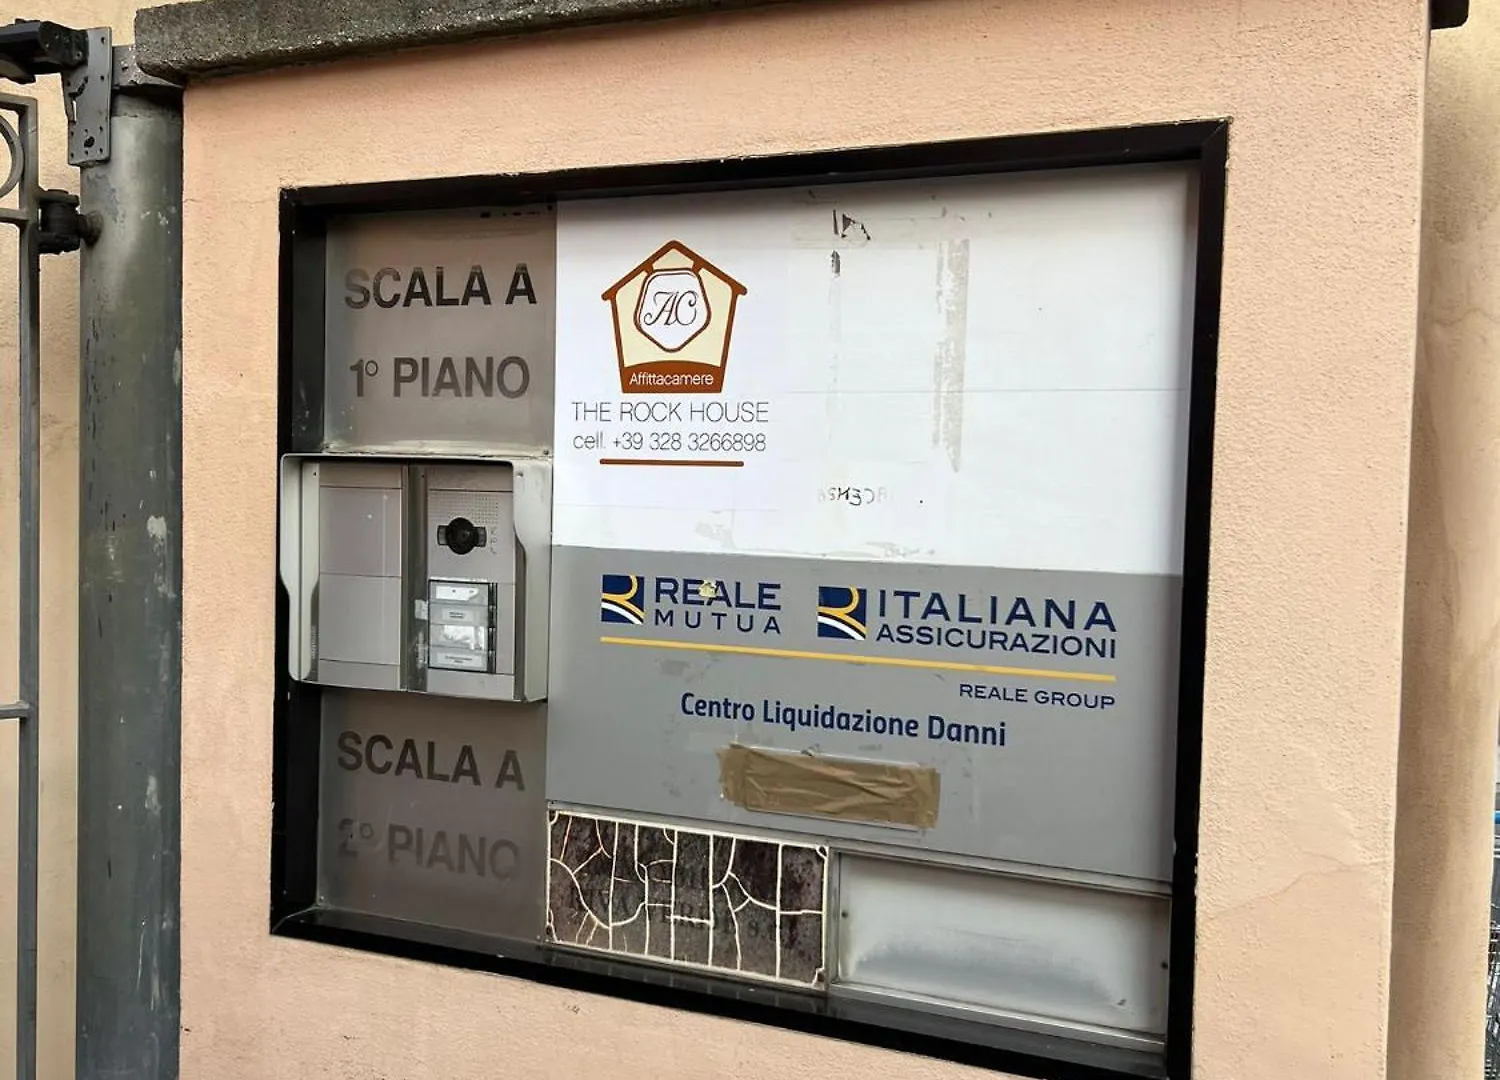 SCALA A
1° PIANO
AC
Affittacamere
THE ROCK HOUSE
cell. +39 328 3266898
REALE
MUTUA
ITALIANA
ASSICURAZIONI
REALE GROUP
Centro Liquidazione Danni
SCALA A
2° PIANO